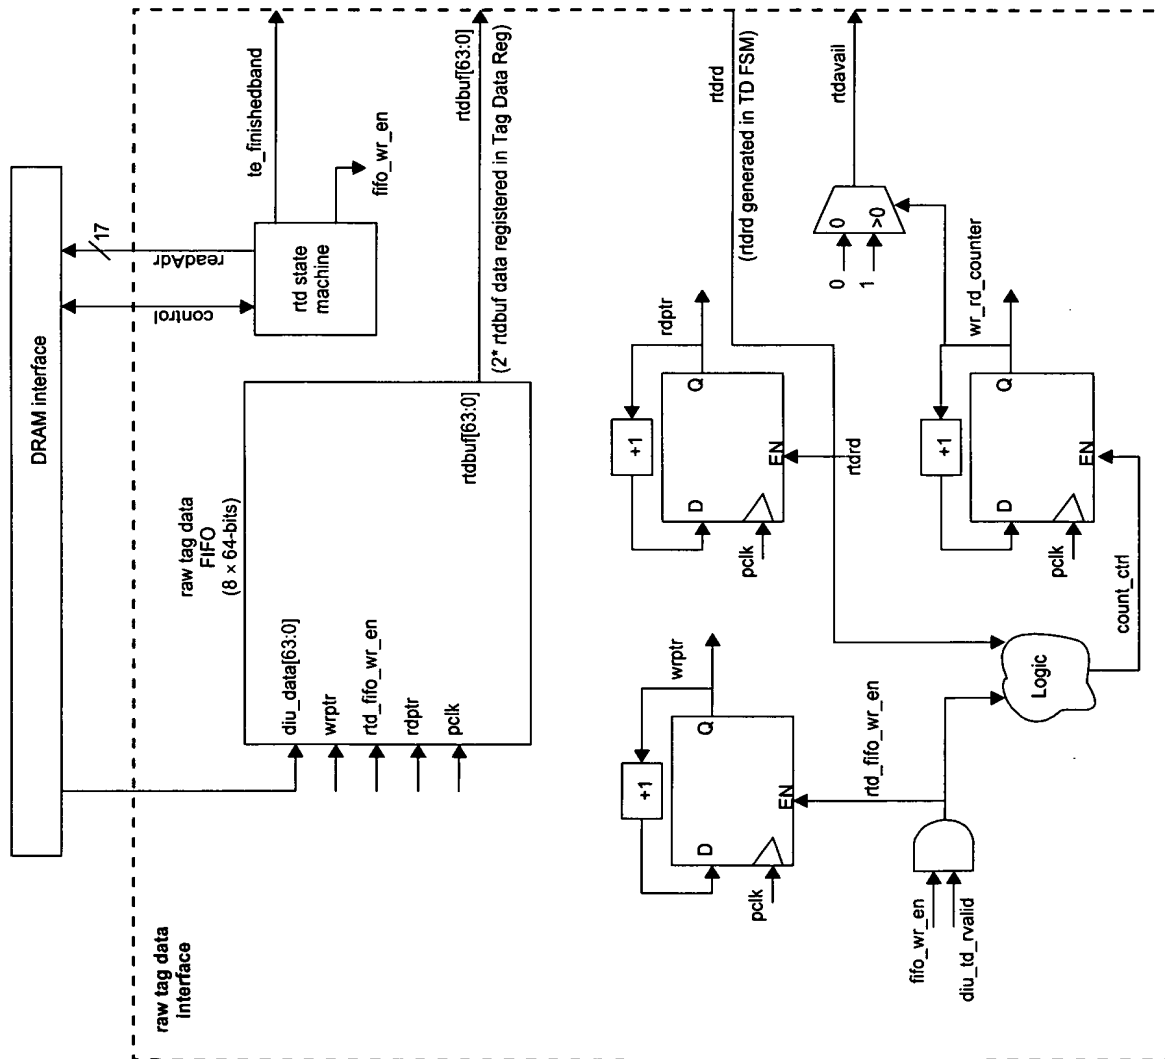 DRAM interface
raw tag data
interface
control
readAdr
17
rtd state
machine
te_finishedband
fifo_wr_en
raw tag data
FIFO
(8 × 64-bits)
diu_data[63:0]
wrptr
rtd_fifo_wr_en
rdptr
pclk
rtdbuf[63:0]
rtdbuf[63:0]
(2* rtdbuf data registered in Tag Data Reg)
+1
wrptr
D
Q
EN
pclk
rtd_fifo_wr_en
fifo_wr_en
diu_td_rvalid
Logic
count_ctrl
+1
rdptr
D
Q
EN
pclk
rtdrd
rtdrd
(rtdrd generated in TD FSM)
+1
wr_rd_counter
D
Q
EN
pclk
0
1
0
>0
rtdavail